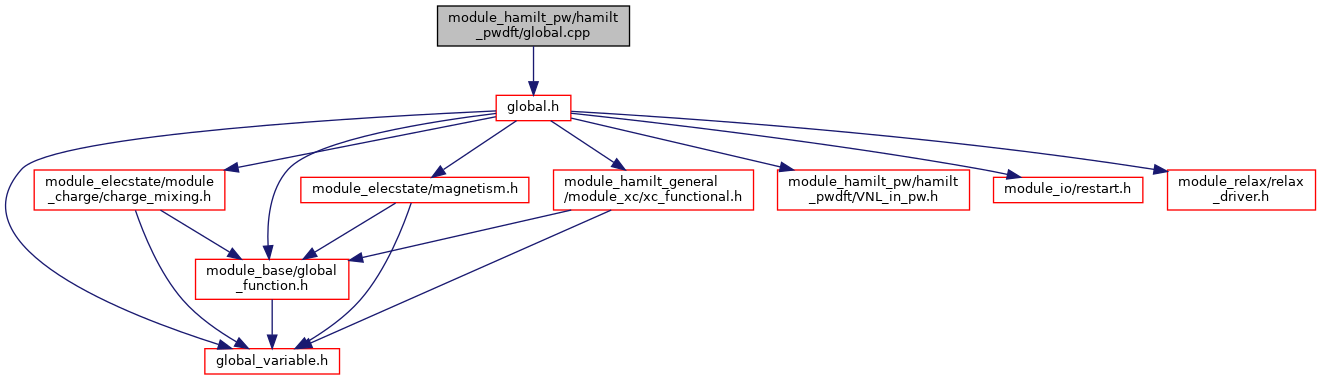 module_hamilt_pw/hamilt
_pwdft/global.cpp
global.h
module_elecstate/module
_charge/charge_mixing.h
module_elecstate/magnetism.h
module_hamilt_general
/module_xc/xc_functional.h
module_hamilt_pw/hamilt
_pwdft/VNL_in_pw.h
module_io/restart.h
module_relax/relax
_driver.h
module_base/global
_function.h
global_variable.h